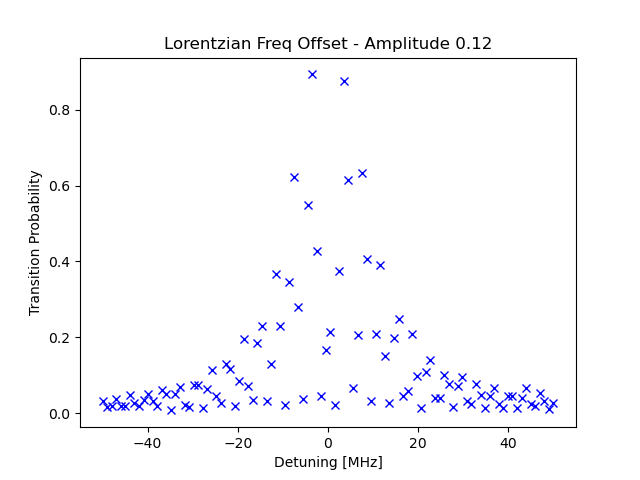 Lorentzian Freq Offset - Amplitude 0.12
0.8
0.6
0.4
0.2
0.0
Transition Probability
−40 −20 0 20 40
Detuning [MHz]